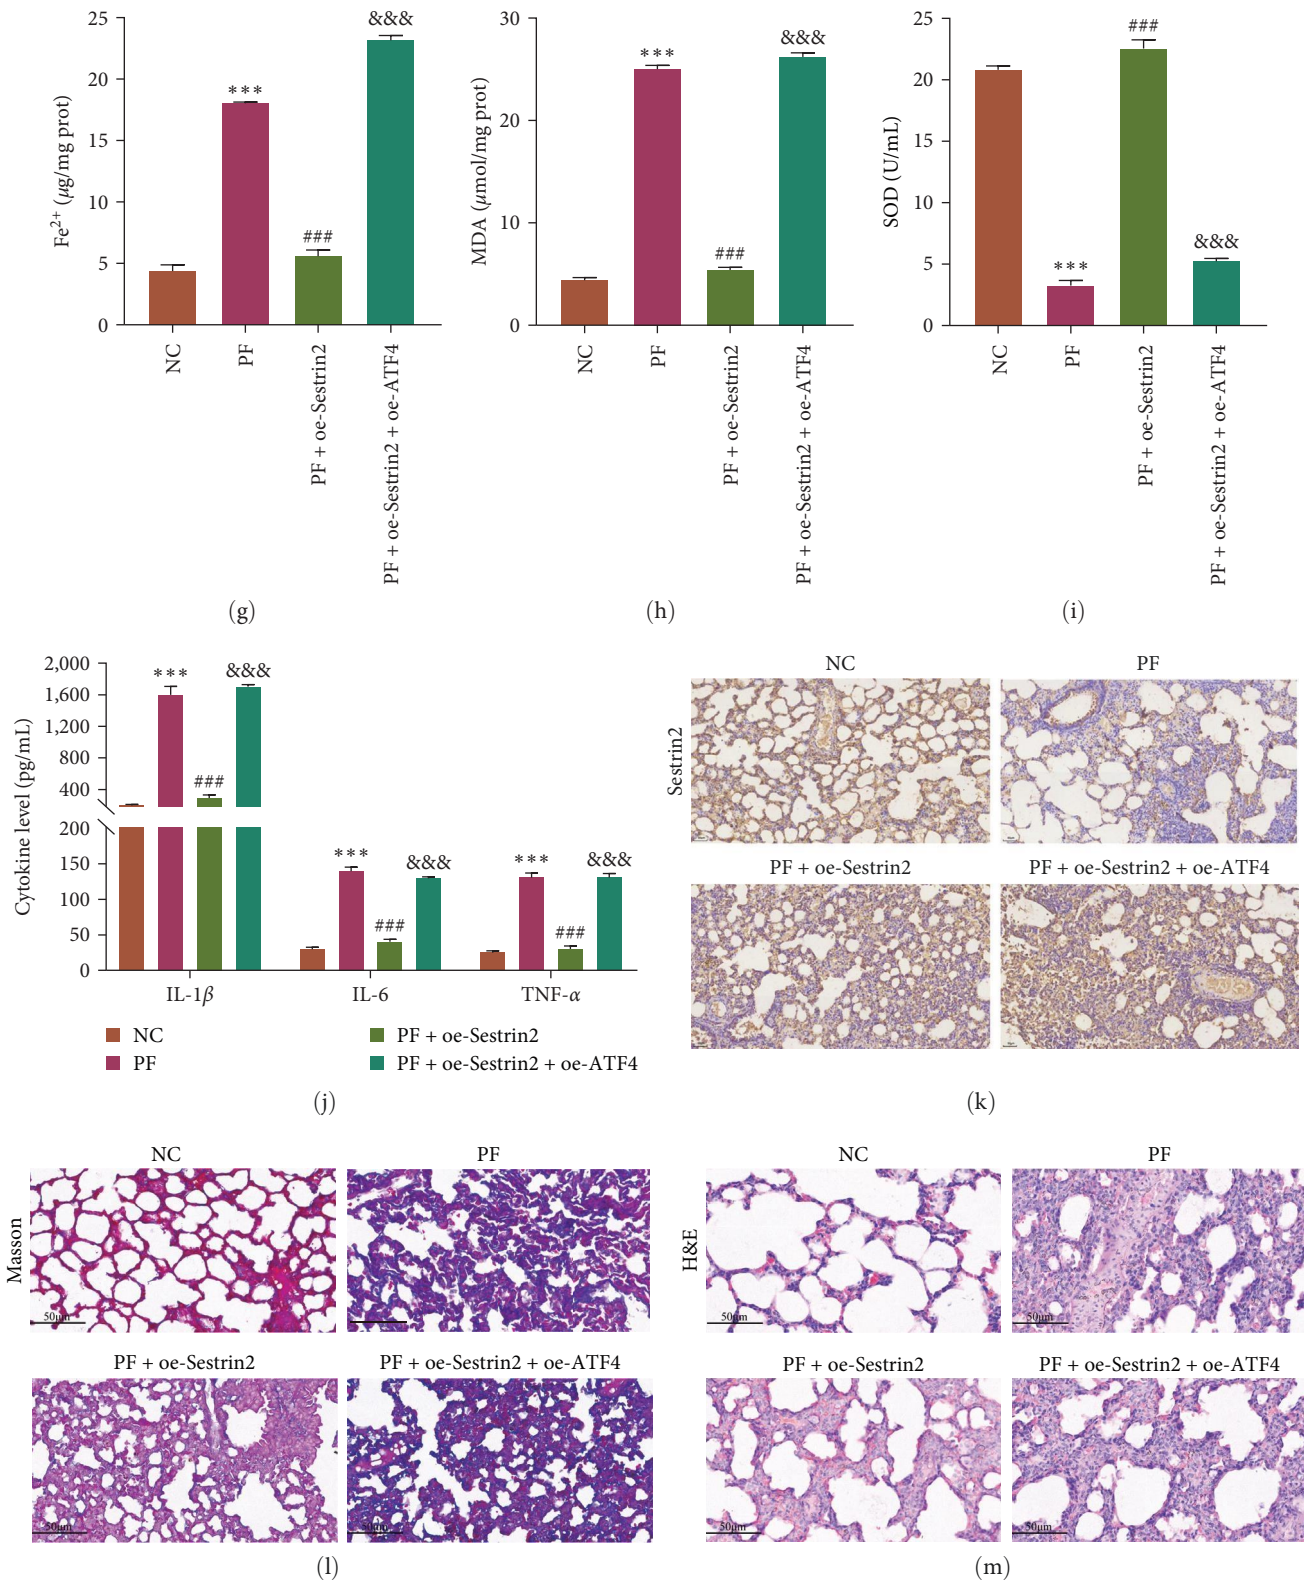 25
20
15
10
5
0
Fe²⁺ (μg/mg prot)
***
###
&&&
NC
PF
PF + oe-Sestrin2
PF + oe-Sestrin2 + oe-ATF4
(g)
30
20
10
0
MDA (μmol/mg prot)
***
###
&&&
NC
PF
PF + oe-Sestrin2
PF + oe-Sestrin2 + oe-ATF4
(h)
25
20
15
10
5
0
SOD (U/mL)
***
###
&&&
NC
PF
PF + oe-Sestrin2
PF + oe-Sestrin2 + oe-ATF4
(i)
2,000
1,600
1,200
800
400
200
150
100
50
0
Cytokine level (pg/mL)
***
###
&&&
***
###
&&&
***
###
&&&
IL-1β
IL-6
TNF-α
NC
PF
PF + oe-Sestrin2
PF + oe-Sestrin2 + oe-ATF4
(j)
NC
PF
Sestrin2
PF + oe-Sestrin2
PF + oe-Sestrin2 + oe-ATF4
(k)
NC
PF
Masson
50μm
PF + oe-Sestrin2
PF + oe-Sestrin2 + oe-ATF4
50μm
50μm
(l)
NC
PF
H&E
50μm
50μm
PF + oe-Sestrin2
PF + oe-Sestrin2 + oe-ATF4
50μm
50μm
(m)